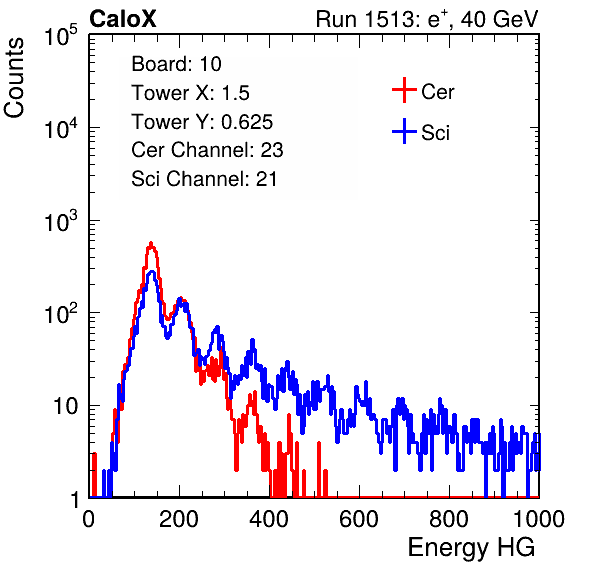 CaloX Run 1513: e⁺, 40 GeV
Board: 10
Tower X: 1.5
Tower Y: 0.625
Cer Channel: 23
Sci Channel: 21
Cer
Sci
Counts
10⁵
10⁴
10³
10²
10
1
0 200 400 600 800 1000
Energy HG